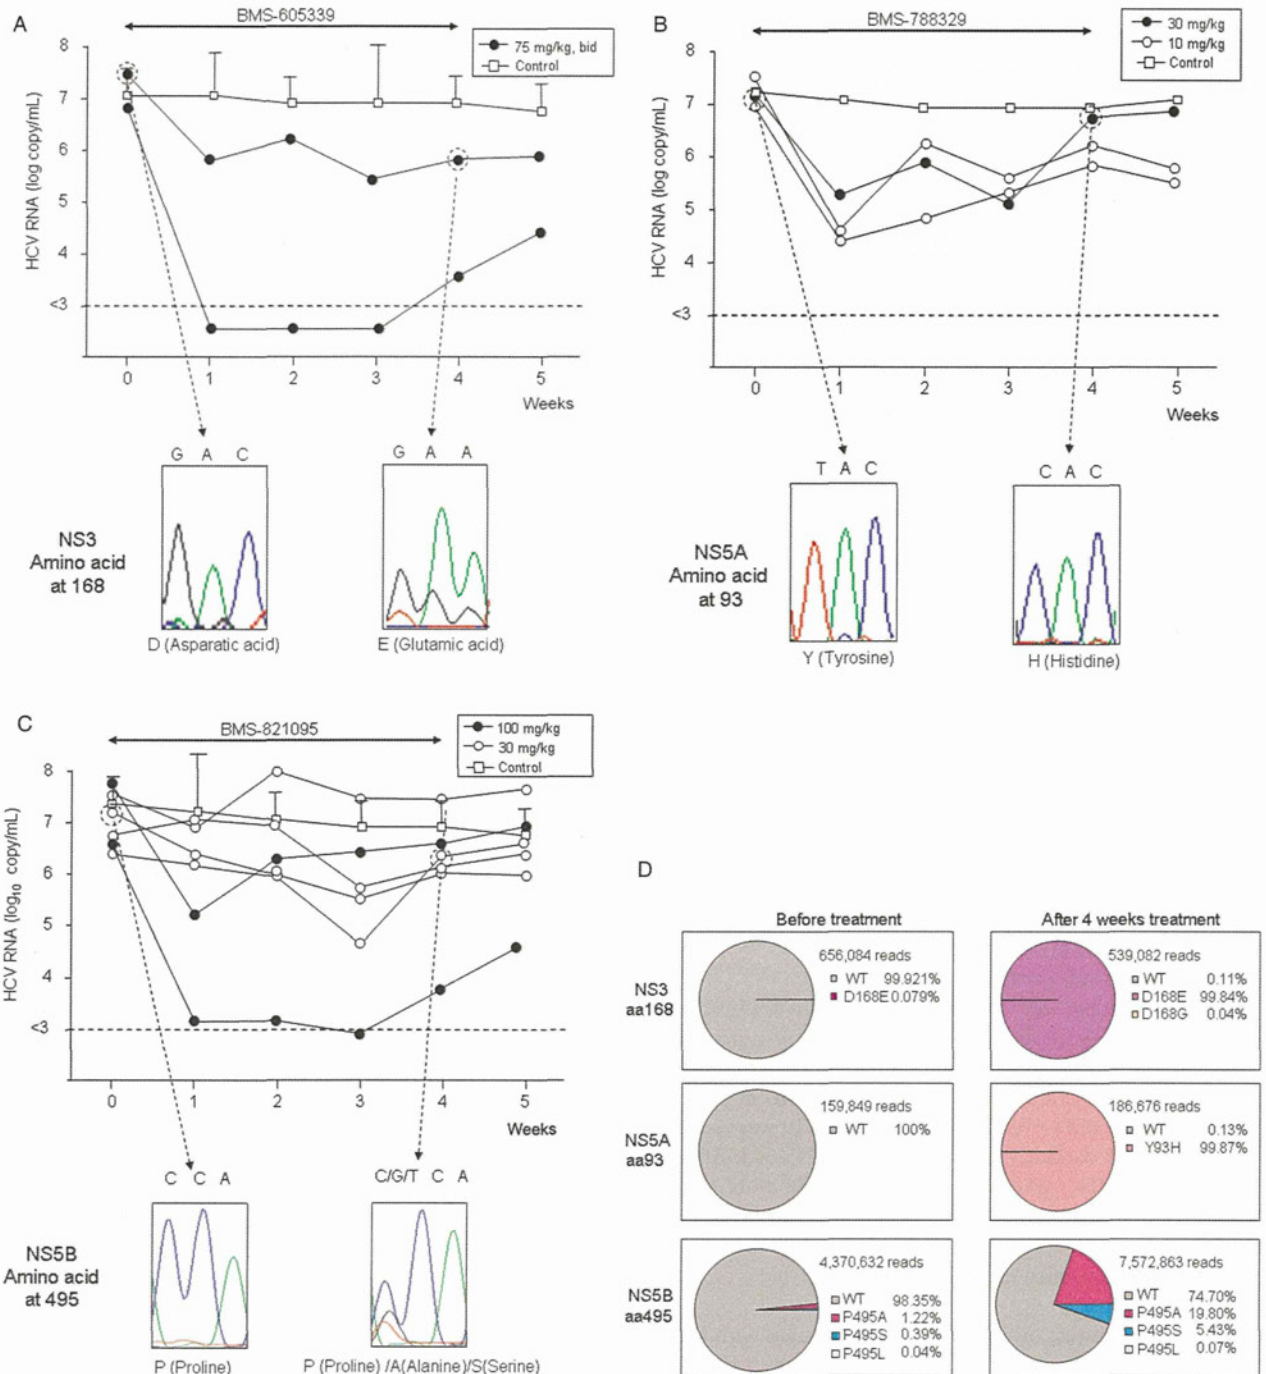 A
BMS-605339
75 mg/kg, bid
Control
HCV RNA (log copy/mL)
8
7
6
5
4
<3
0 1 2 3 4 5
Weeks
G A C
G A A
NS3
Amino acid
at 168
D (Asparatic acid)
E (Glutamic acid)
B
BMS-788329
30 mg/kg
10 mg/kg
Control
HCV RNA (log copy/mL)
8
7
6
5
4
<3
0 1 2 3 4 5
Weeks
T A C
C A C
NS5A
Amino acid
at 93
Y (Tyrosine)
H (Histidine)
C
BMS-821095
100 mg/kg
30 mg/kg
Control
HCV RNA (log₁₀ copy/mL)
8
7
6
5
4
<3
0 1 2 3 4 5
Weeks
C C A
C/G/T C A
NS5B
Amino acid
at 495
P (Proline)
P (Proline) /A(Alanine)/S(Serine)
D
Before treatment
After 4 weeks treatment
NS3
aa168
656,084 reads
WT 99.921%
D168E 0.079%
539,082 reads
WT 0.11%
D168E 99.84%
D168G 0.04%
NS5A
aa93
159,849 reads
WT 100%
186,676 reads
WT 0.13%
Y93H 99.87%
NS5B
aa495
4,370,632 reads
WT 98.35%
P495A 1.22%
P495S 0.39%
P495L 0.04%
7,572,863 reads
WT 74.70%
P495A 19.80%
P495S 5.43%
P495L 0.07%